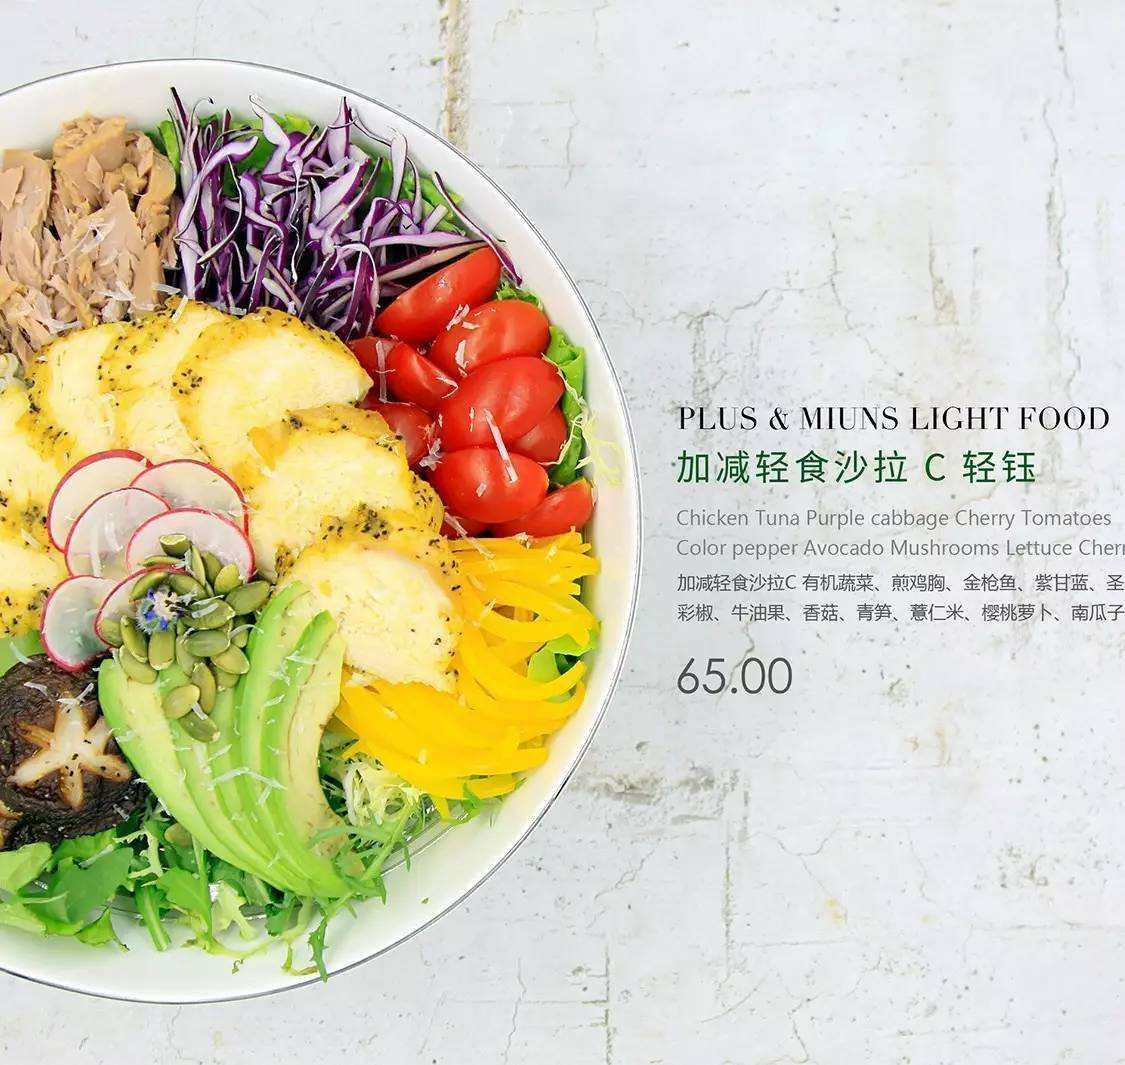 PLUS & MIUNS LIGHT FOOD
加减轻食沙拉 C 轻钰
Chicken Tuna Purple cabbage Cherry Tomatoes
Color pepper Avocado Mushrooms Lettuce Cherr
加减轻食沙拉C 有机蔬菜、煎鸡胸、金枪鱼、紫甘蓝、圣
彩椒、牛油果、香菇、青笋、薏仁米、樱桃萝卜、南瓜子
65.00